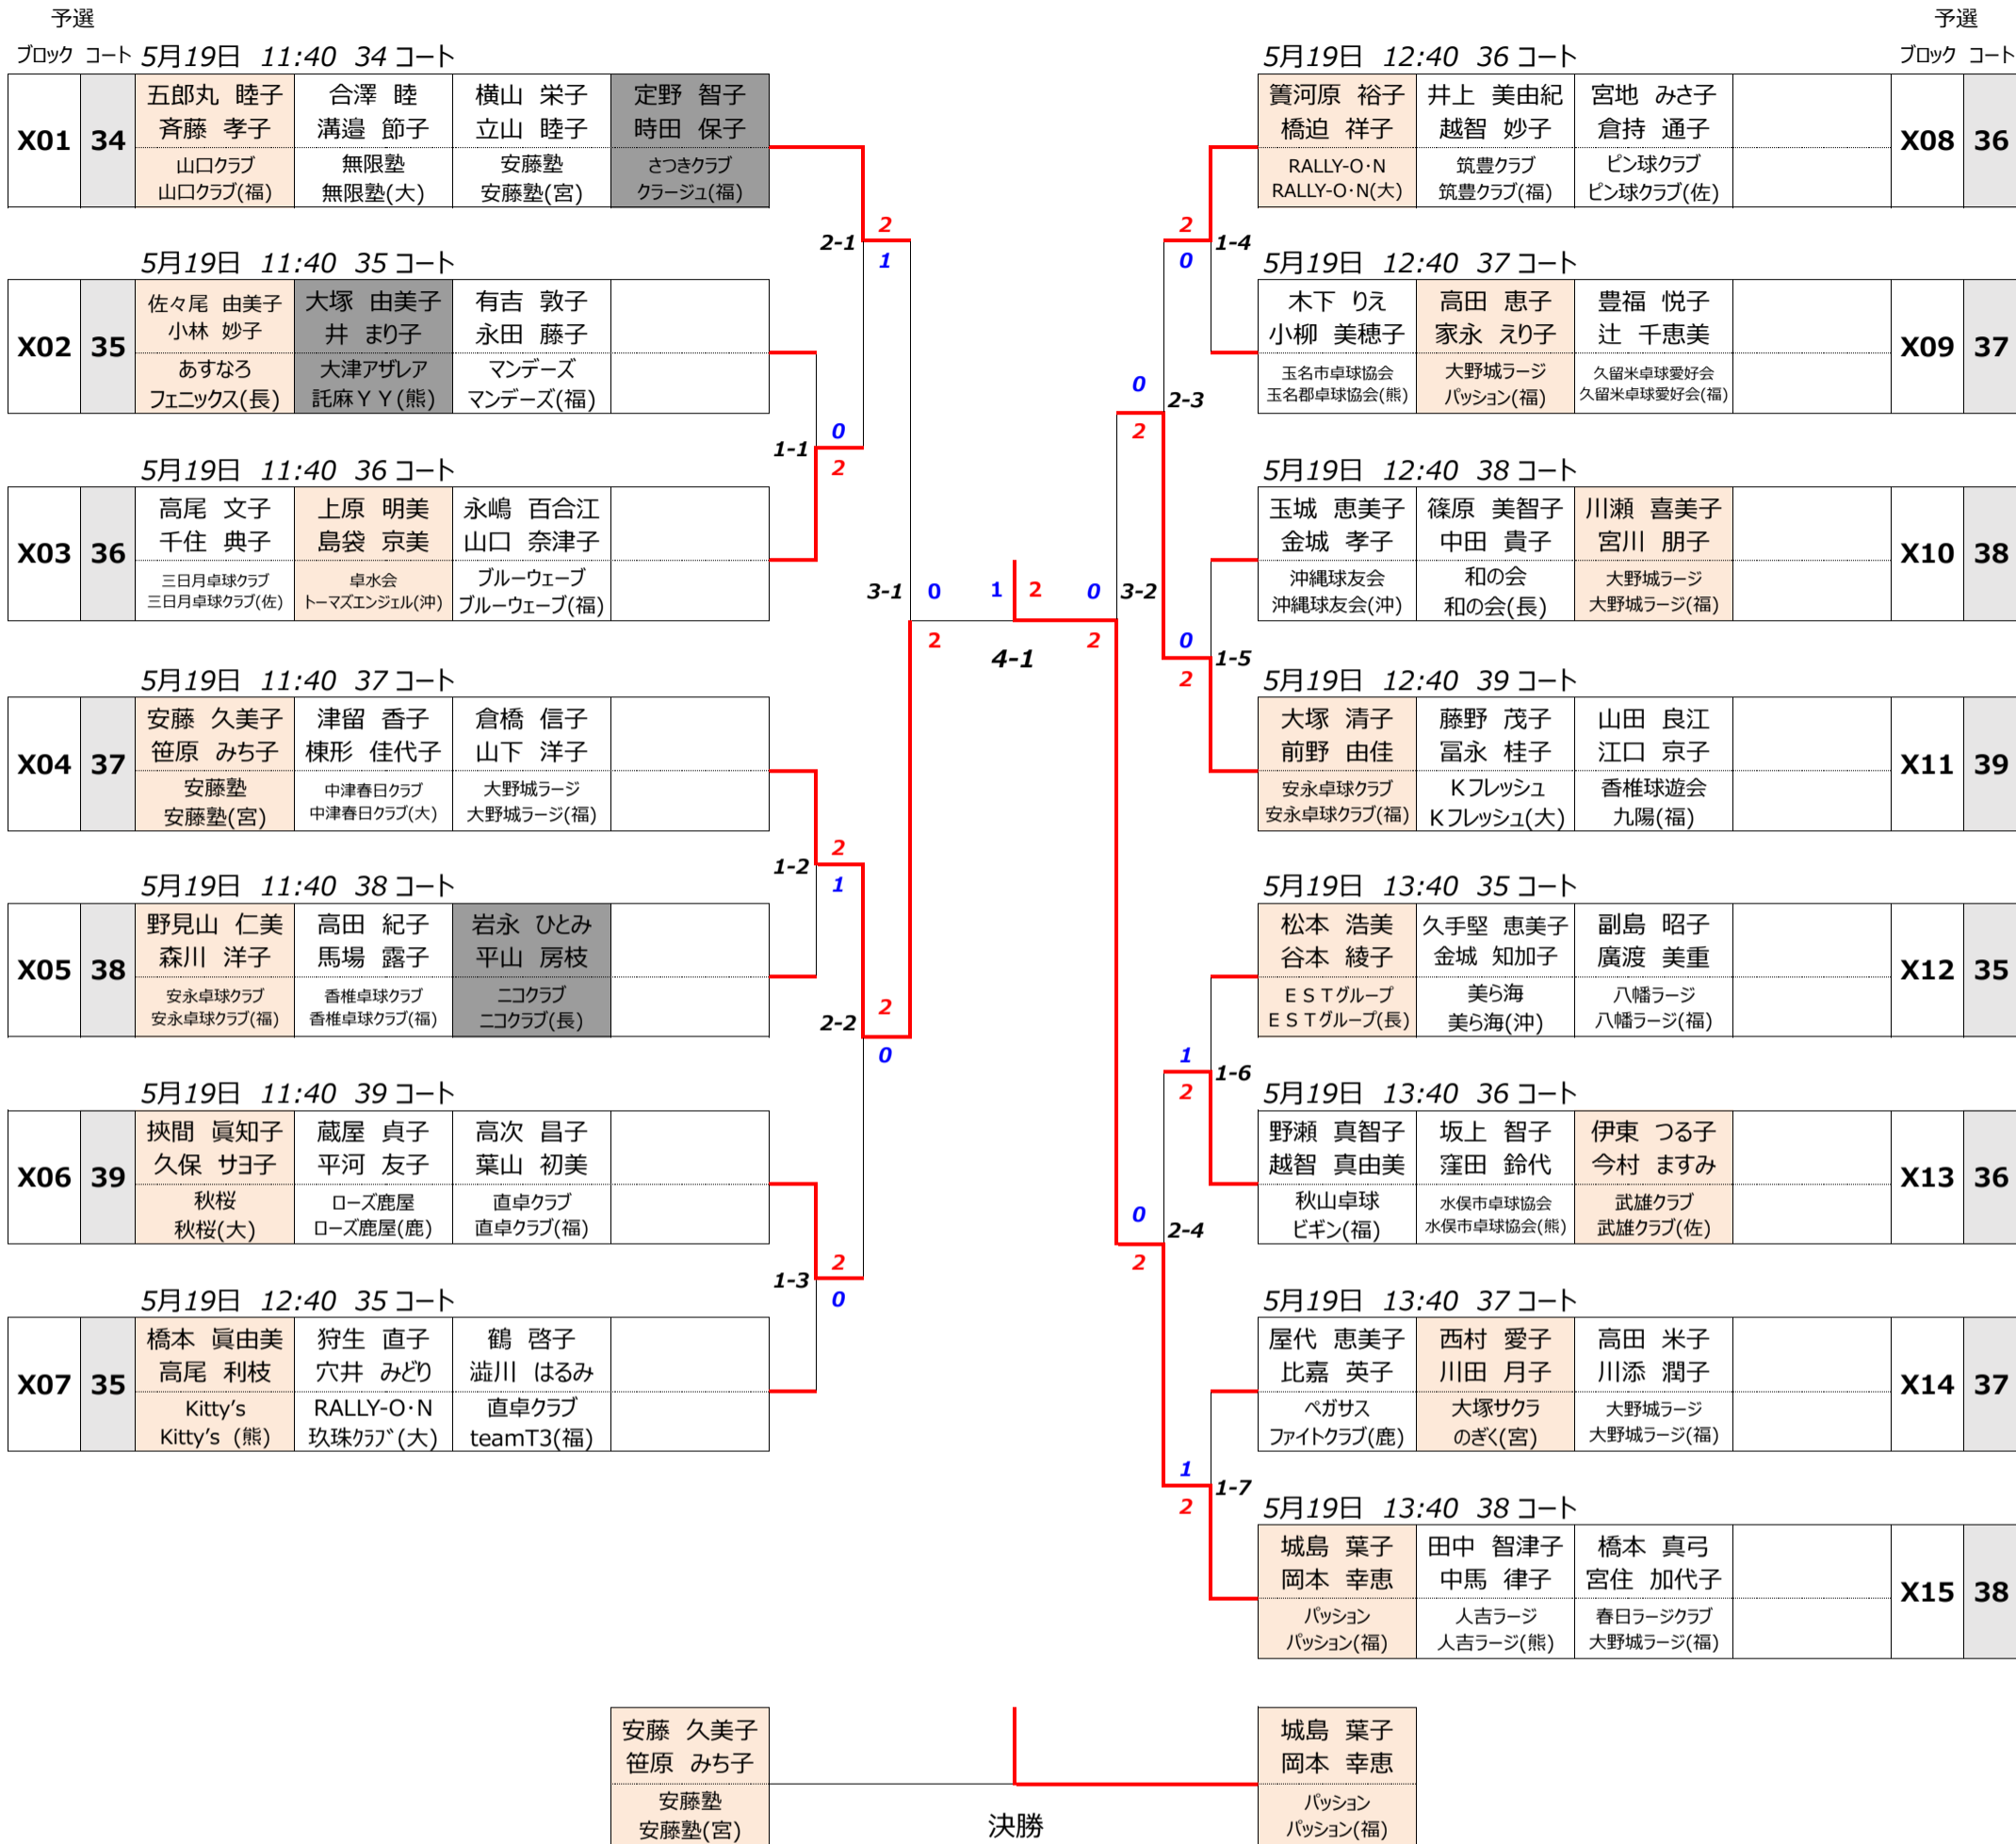 予選
ブロック コート 5月19日 11:40 34 コート
X01 34
五郎丸 睦子 合澤 睦 横山 栄子 定野 智子
斉藤 孝子 溝邉 節子 立山 睦子 時田 保子
山口クラブ 無限塾 安藤塾 さつきクラブ
山口クラブ(福) 無限塾(大) 安藤塾(宮) クラージュ(福)
5月19日 11:40 35 コート
X02 35
佐々尾 由美子 大塚 由美子 有吉 敦子
小林 妙子 井 まり子 永田 藤子
あすなろ 大津アザレア マンデーズ
フェニックス(長) 託麻YY(熊) マンデーズ(福)
5月19日 11:40 36 コート
X03 36
高尾 文子 上原 明美 永嶋 百合江
千住 典子 島袋 京美 山口 奈津子
三日月卓球クラブ 卓水会 ブルーウェーブ
三日月卓球クラブ(佐) トーマズエンジェル(沖) ブルーウェーブ(福)
5月19日 11:40 37 コート
X04 37
安藤 久美子 津留 香子 倉橋 信子
笹原 みち子 棟形 佳代子 山下 洋子
安藤塾 中津春日クラブ 大野城ラージ
安藤塾(宮) 中津春日クラブ(大) 大野城ラージ(福)
5月19日 11:40 38 コート
X05 38
野見山 仁美 高田 紀子 岩永 ひとみ
森川 洋子 馬場 露子 平山 房枝
安永卓球クラブ 香椎卓球クラブ ニコクラブ
安永卓球クラブ(福) 香椎卓球クラブ(福) ニコクラブ(長)
5月19日 11:40 39 コート
X06 39
挾間 眞知子 蔵屋 貞子 高次 昌子
久保 サヨ子 平河 友子 葉山 初美
秋桜 ローズ鹿屋 直卓クラブ
秋桜(大) ローズ鹿屋(鹿) 直卓クラブ(福)
5月19日 12:40 35 コート
X07 35
橋本 眞由美 狩生 直子 鶴 啓子
高尾 利枝 穴井 みどり 澁川 はるみ
Kitty's RALLY-O・N 直卓クラブ
Kitty's (熊) 玖珠クラブ(大) teamT3(福)
2-1 2
1
1-1 0
2
1-2 2
1
2-2 2
0
1-3 2
0
3-1 0
2
1 2
4-1
0 3-2
2
2 1-4
0
0 2-3
2
0 1-5
2
1 1-6
2
0 2-4
2
1 1-7
2
予選
5月19日 12:40 36 コート ブロック コート
篢河原 裕子 井上 美由紀 宮地 みさ子
橋迫 祥子 越智 妙子 倉持 通子
RALLY-O・N 筑豊クラブ ピン球クラブ
RALLY-O・N(大) 筑豊クラブ(福) ピン球クラブ(佐)
X08 36
5月19日 12:40 37 コート
木下 りえ 高田 恵子 豊福 悦子
小柳 美穂子 家永 えり子 辻 千恵美
玉名市卓球協会 大野城ラージ 久留米卓球愛好会
玉名郡卓球協会(熊) パッション(福) 久留米卓球愛好会(福)
X09 37
5月19日 12:40 38 コート
玉城 恵美子 篠原 美智子 川瀬 喜美子
金城 孝子 中田 貴子 宮川 朋子
沖縄球友会 和の会 大野城ラージ
沖縄球友会(沖) 和の会(長) 大野城ラージ(福)
X10 38
5月19日 12:40 39 コート
大塚 清子 藤野 茂子 山田 良江
前野 由佳 冨永 桂子 江口 京子
安永卓球クラブ Kフレッシュ 香椎球遊会
安永卓球クラブ(福) Kフレッシュ(大) 九陽(福)
X11 39
5月19日 13:40 35 コート
松本 浩美 久手堅 恵美子 副島 昭子
谷本 綾子 金城 知加子 廣渡 美重
ESTグループ 美ら海 八幡ラージ
ESTグループ(長) 美ら海(沖) 八幡ラージ(福)
X12 35
5月19日 13:40 36 コート
野瀬 真智子 坂上 智子 伊東 つる子
越智 真由美 窪田 鈴代 今村 ますみ
秋山卓球 水俣市卓球協会 武雄クラブ
ビギン(福) 水俣市卓球協会(熊) 武雄クラブ(佐)
X13 36
5月19日 13:40 37 コート
屋代 恵美子 西村 愛子 高田 米子
比嘉 英子 川田 月子 川添 潤子
ペガサス 大塚サクラ 大野城ラージ
ファイトクラブ(鹿) のぎく(宮) 大野城ラージ(福)
X14 37
5月19日 13:40 38 コート
城島 葉子 田中 智津子 橋本 真弓
岡本 幸恵 中馬 律子 宮住 加代子
パッション 人吉ラージ 春日ラージクラブ
パッション(福) 人吉ラージ(熊) 大野城ラージ(福)
X15 38
安藤 久美子 城島 葉子
笹原 みち子 岡本 幸恵
安藤塾 パッション
安藤塾(宮) 決勝 パッション(福)